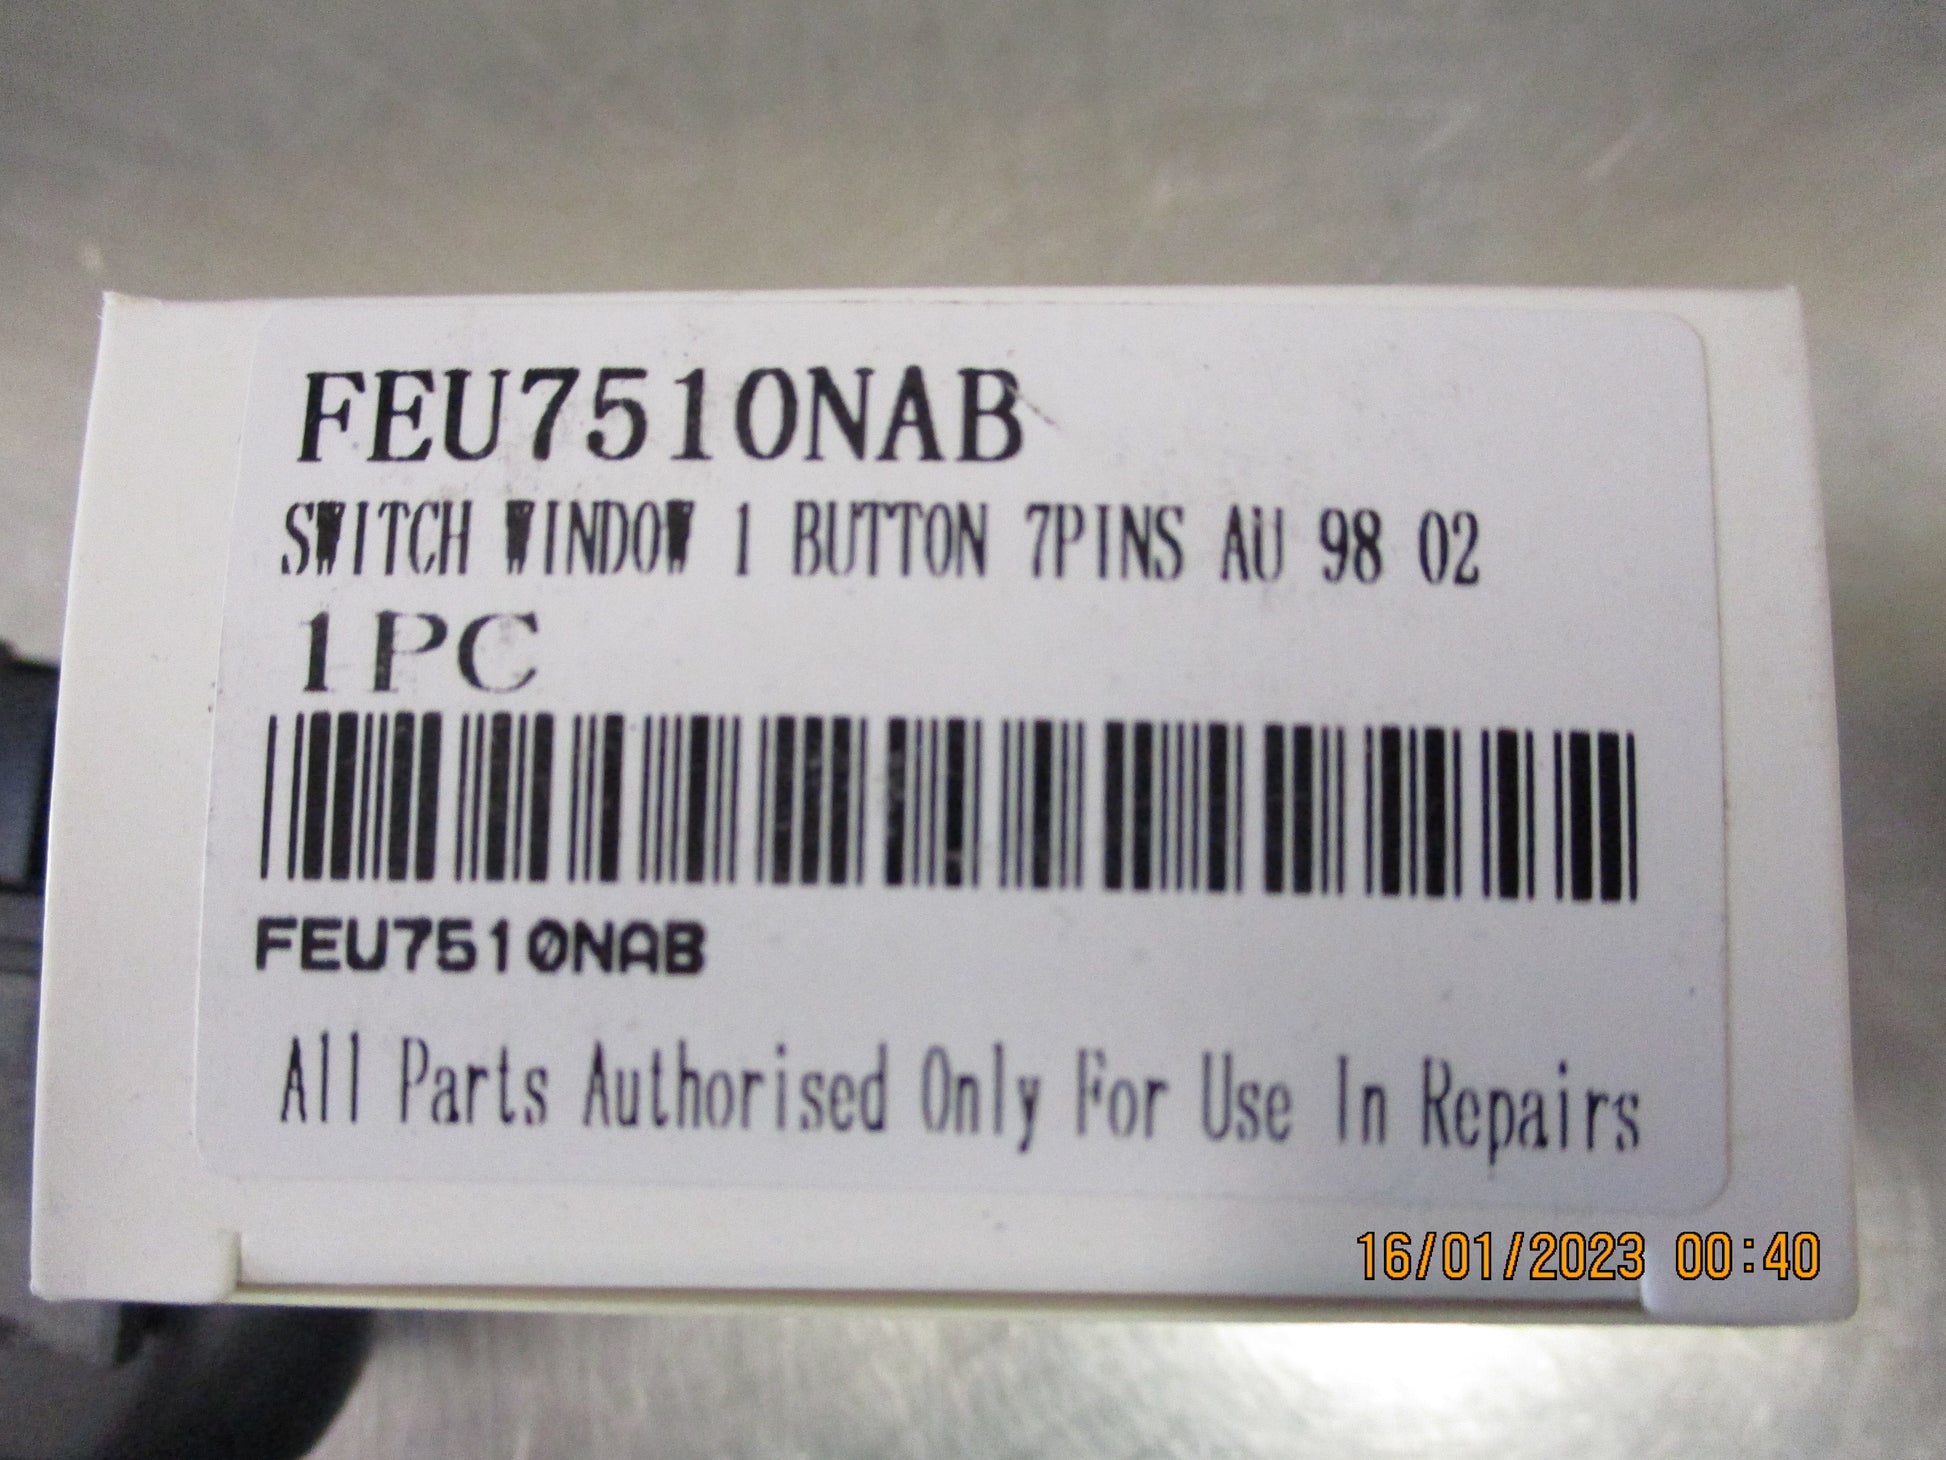 FEU7510NAB
SWITCH WINDOW 1 BUTTON 7PINS AU 98 02
1PC
FEU7510NAB
All Parts Authorised Only For Use In Repairs
16/01/2023 00:40